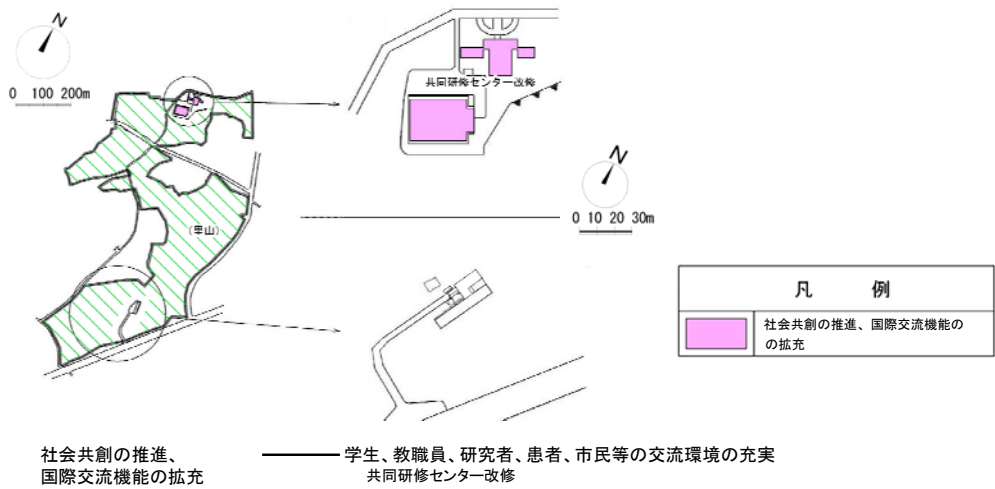 N
0 100 200m
共同研修センター改修
(里山)
N
0 10 20 30m
凡 例
社会共創の推進、国際交流機能の
の拡充
社会共創の推進、
国際交流機能の拡充
学生、教職員、研究者、患者、市民等の交流環境の充実
共同研修センター改修